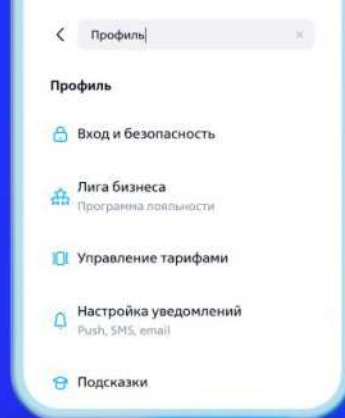 Профиль
Профиль
Вход и безопасность
Лига бизнеса
Программа лояльности
Управление тарифами
Настройка уведомлений
Push, SMS, email
Подсказки